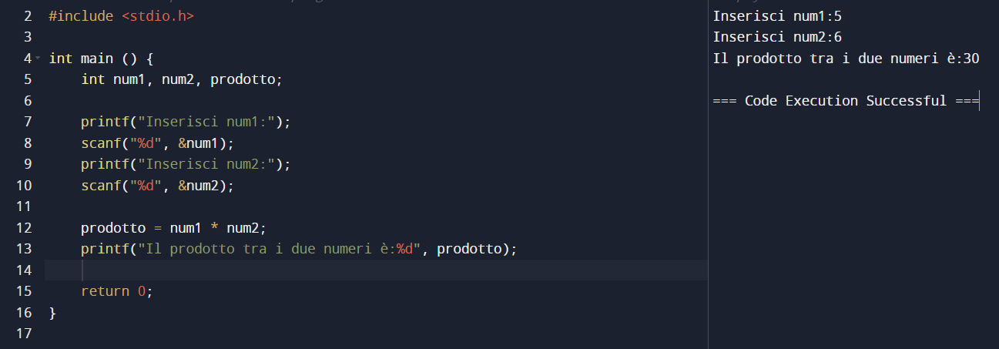 2 #include <stdio.h>
3
4 int main () {
5     int num1, num2, prodotto;
6
7     printf("Inserisci num1:");
8     scanf("%d", &num1);
9     printf("Inserisci num2:");
10     scanf("%d", &num2);
11
12     prodotto = num1 * num2;
13     printf("Il prodotto tra i due numeri è:%d", prodotto);
14
15     return 0;
16 }
17
Inserisci num1:5
Inserisci num2:6
Il prodotto tra i due numeri è:30
=== Code Execution Successful ===